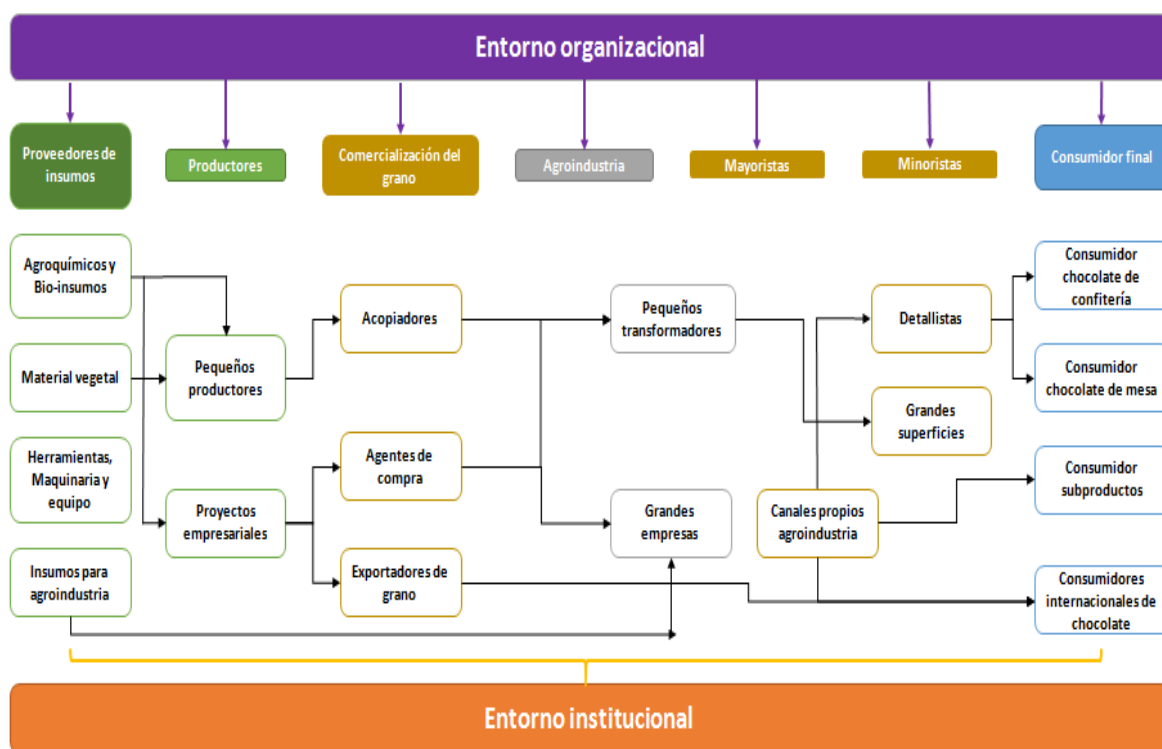 Entorno organizacional
Proveedores de
insumos
Productores
Comercialización del
grano
Agroindustria
Mayoristas
Minoristas
Consumidor final
Agroquímicos y
Bio-insumos
Material vegetal
Herramientas,
Maquinaria y
equipo
Insumos para
agroindustria
Pequeños
productores
Proyectos
empresariales
Acopiadores
Agentes de
compra
Exportadores de
grano
Pequeños
transformadores
Grandes
empresas
Canales propios
agroindustria
Detallistas
Grandes
superficies
Consumidor
chocolate de
confitería
Consumidor
chocolate de mesa
Consumidor
subproductos
Consumidores
internacionales de
chocolate
Entorno institucional